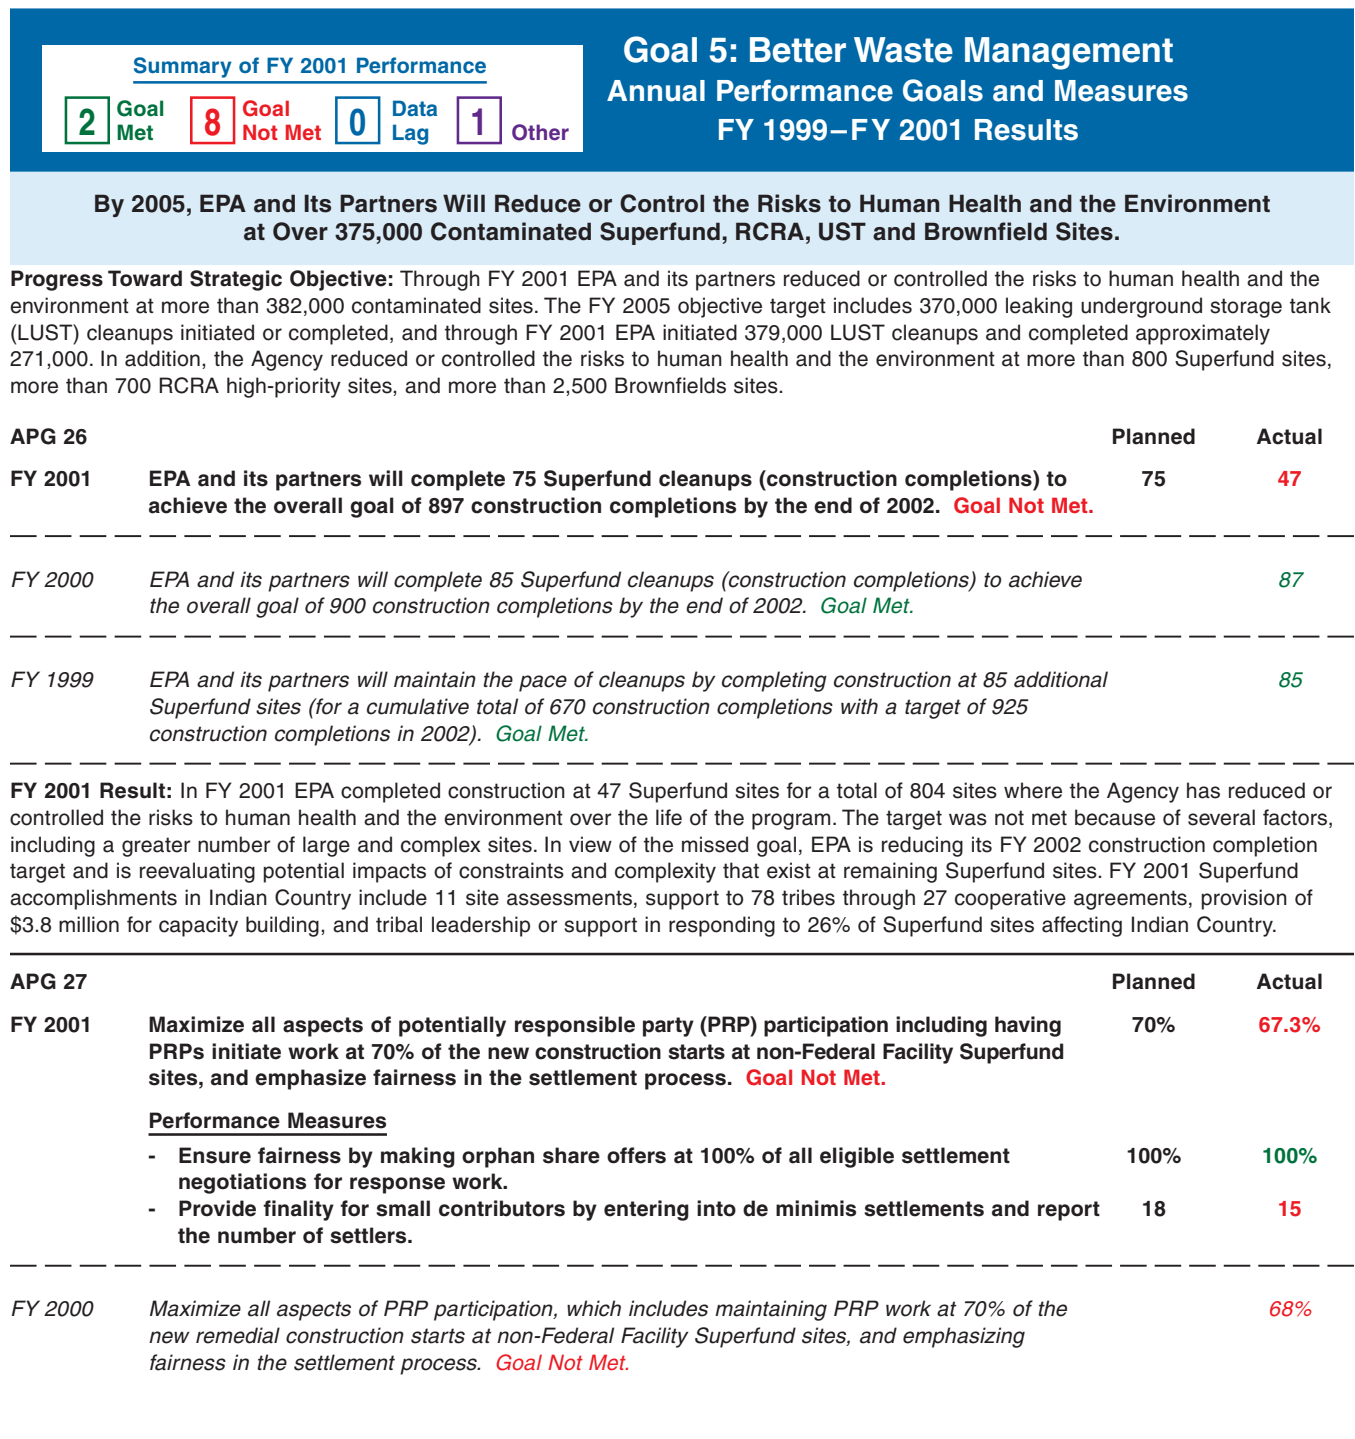 Summary of FY 2001 Performance
2 Goal Met
8 Goal Not Met
0 Data Lag
1 Other
Goal 5: Better Waste Management
Annual Performance Goals and Measures
FY 1999–FY 2001 Results
By 2005, EPA and Its Partners Will Reduce or Control the Risks to Human Health and the Environment
at Over 375,000 Contaminated Superfund, RCRA, UST and Brownfield Sites.
Progress Toward Strategic Objective: Through FY 2001 EPA and its partners reduced or controlled the risks to human health and the
environment at more than 382,000 contaminated sites. The FY 2005 objective target includes 370,000 leaking underground storage tank
(LUST) cleanups initiated or completed, and through FY 2001 EPA initiated 379,000 LUST cleanups and completed approximately
271,000. In addition, the Agency reduced or controlled the risks to human health and the environment at more than 800 Superfund sites,
more than 700 RCRA high-priority sites, and more than 2,500 Brownfields sites.
APG 26 Planned Actual
FY 2001 EPA and its partners will complete 75 Superfund cleanups (construction completions) to 75 47
achieve the overall goal of 897 construction completions by the end of 2002. Goal Not Met.
FY 2000 EPA and its partners will complete 85 Superfund cleanups (construction completions) to achieve 87
the overall goal of 900 construction completions by the end of 2002. Goal Met.
FY 1999 EPA and its partners will maintain the pace of cleanups by completing construction at 85 additional 85
Superfund sites (for a cumulative total of 670 construction completions with a target of 925
construction completions in 2002). Goal Met.
FY 2001 Result: In FY 2001 EPA completed construction at 47 Superfund sites for a total of 804 sites where the Agency has reduced or
controlled the risks to human health and the environment over the life of the program. The target was not met because of several factors,
including a greater number of large and complex sites. In view of the missed goal, EPA is reducing its FY 2002 construction completion
target and is reevaluating potential impacts of constraints and complexity that exist at remaining Superfund sites. FY 2001 Superfund
accomplishments in Indian Country include 11 site assessments, support to 78 tribes through 27 cooperative agreements, provision of
$3.8 million for capacity building, and tribal leadership or support in responding to 26% of Superfund sites affecting Indian Country.
APG 27 Planned Actual
FY 2001 Maximize all aspects of potentially responsible party (PRP) participation including having 70% 67.3%
PRPs initiate work at 70% of the new construction starts at non-Federal Facility Superfund
sites, and emphasize fairness in the settlement process. Goal Not Met.
Performance Measures
- Ensure fairness by making orphan share offers at 100% of all eligible settlement 100% 100%
negotiations for response work.
- Provide finality for small contributors by entering into de minimis settlements and report 18 15
the number of settlers.
FY 2000 Maximize all aspects of PRP participation, which includes maintaining PRP work at 70% of the 68%
new remedial construction starts at non-Federal Facility Superfund sites, and emphasizing
fairness in the settlement process. Goal Not Met.